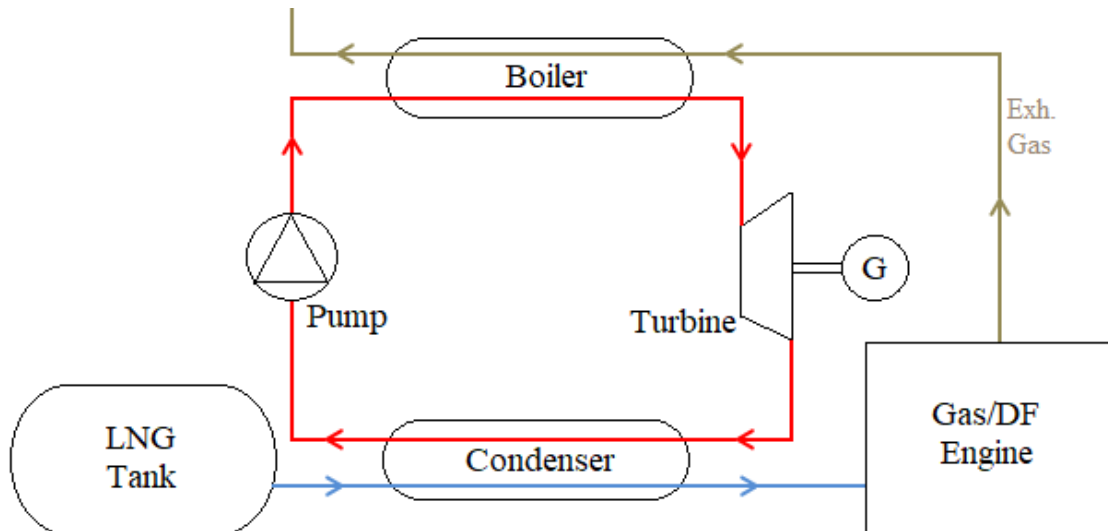 Boiler
Exh.
Gas
G
Pump
Turbine
LNG
Tank
Condenser
Gas/DF
Engine